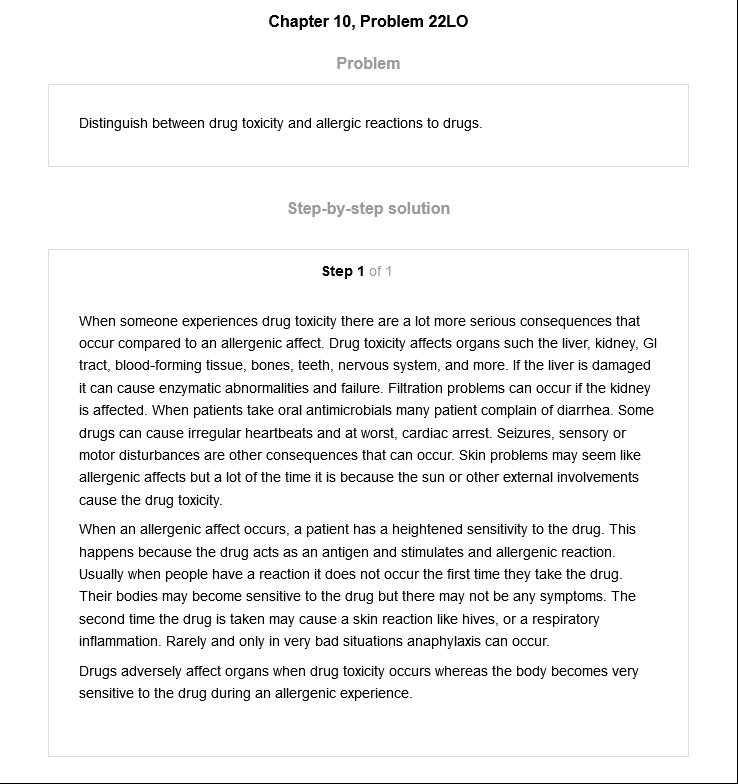 Chapter 10, Problem 22LO
Problem
Distinguish between drug toxicity and allergic reactions to drugs.
Step-by-step solution
Step 1 of 1
When someone experiences drug toxicity there are a lot more serious consequences that
occur compared to an allergenic affect. Drug toxicity affects organs such the liver, kidney, GI
tract, blood-forming tissue, bones, teeth, nervous system, and more. If the liver is damaged
it can cause enzymatic abnormalities and failure. Filtration problems can occur if the kidney
is affected. When patients take oral antimicrobials many patient complain of diarrhea. Some
drugs can cause irregular heartbeats and at worst, cardiac arrest. Seizures, sensory or
motor disturbances are other consequences that can occur. Skin problems may seem like
allergenic affects but a lot of the time it is because the sun or other external involvements
cause the drug toxicity.
When an allergenic affect occurs, a patient has a heightened sensitivity to the drug. This
happens because the drug acts as an antigen and stimulates and allergenic reaction.
Usually when people have a reaction it does not occur the first time they take the drug.
Their bodies may become sensitive to the drug but there may not be any symptoms. The
second time the drug is taken may cause a skin reaction like hives, or a respiratory
inflammation. Rarely and only in very bad situations anaphylaxis can occur.
Drugs adversely affect organs when drug toxicity occurs whereas the body becomes very
sensitive to the drug during an allergenic experience.